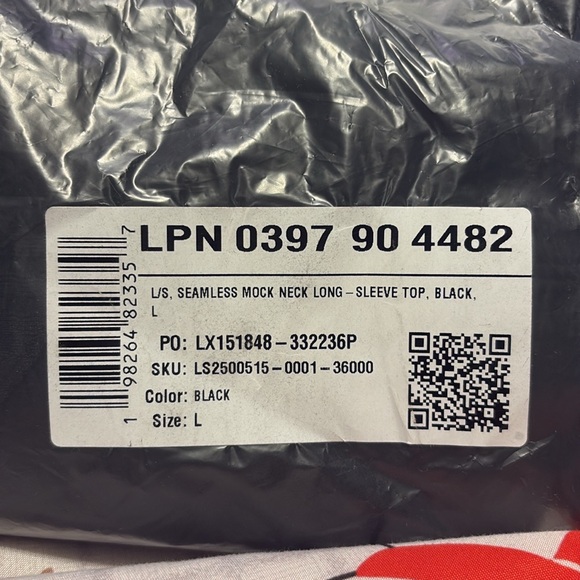 LPN 0397 90 4482
L/S, SEAMLESS MOCK NECK LONG-SLEEVE TOP, BLACK,
L
PO: LX151848-332236P
SKU: LS2500515-0001-36000
Color: BLACK
Size: L
1 98264 82335 7